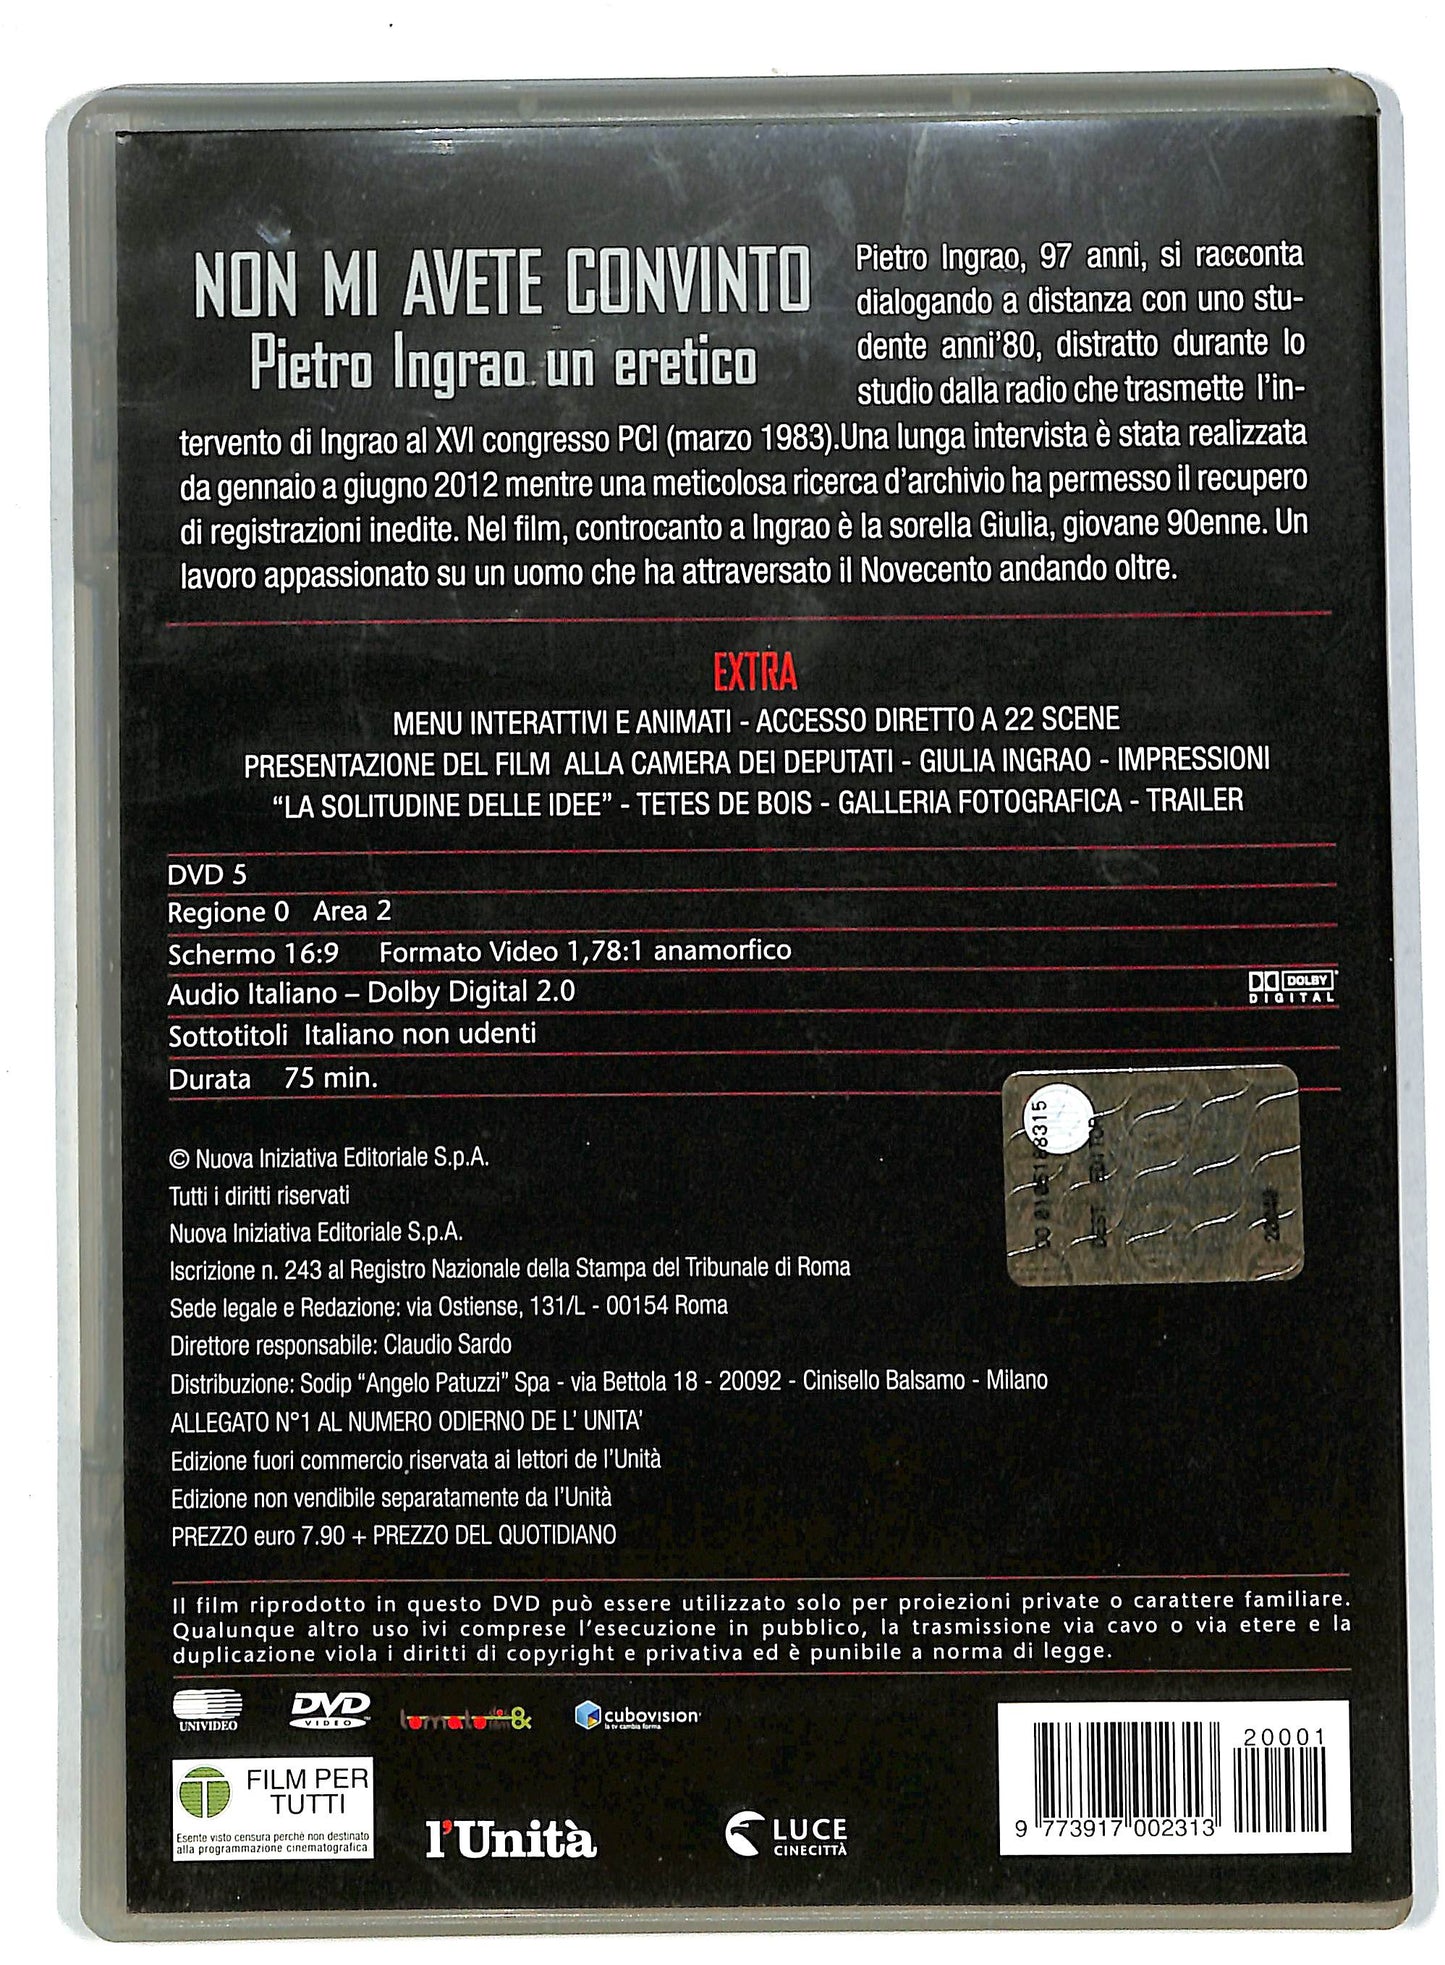 NON MI AVETE CONVINTO
Pietro Ingrao un eretico
Pietro Ingrao, 97 anni, si racconta
dialogando a distanza con uno stu-
dente anni'80, distratto durante lo
studio dalla radio che trasmette l'in-
tervento di Ingrao al XVI congresso PCI (marzo 1983).Una lunga intervista è stata realizzata
da gennaio a giugno 2012 mentre una meticolosa ricerca d'archivio ha permesso il recupero
di registrazioni inedite. Nel film, controcanto a Ingrao è la sorella Giulia, giovane 90enne. Un
lavoro appassionato su un uomo che ha attraversato il Novecento andando oltre.
EXTRA
MENU INTERATTIVI E ANIMATI - ACCESSO DIRETTO A 22 SCENE
PRESENTAZIONE DEL FILM ALLA CAMERA DEI DEPUTATI - GIULIA INGRAO - IMPRESSIONI
“LA SOLITUDINE DELLE IDEE” - TETES DE BOIS - GALLERIA FOTOGRAFICA - TRAILER
DVD 5
Regione 0 Area 2
Schermo 16:9 Formato Video 1,78:1 anamorfico
Audio Italiano – Dolby Digital 2.0
DOLBY
DIGITAL
Sottotitoli Italiano non udenti
Durata 75 min.
© Nuova Iniziativa Editoriale S.p.A.
Tutti i diritti riservati
Nuova Iniziativa Editoriale S.p.A.
Iscrizione n. 243 al Registro Nazionale della Stampa del Tribunale di Roma
Sede legale e Redazione: via Ostiense, 131/L - 00154 Roma
Direttore responsabile: Claudio Sardo
Distribuzione: Sodip “Angelo Patuzzi” Spa - via Bettola 18 - 20092 - Cinisello Balsamo - Milano
ALLEGATO N°1 AL NUMERO ODIERNO DE L' UNITA'
Edizione fuori commercio riservata ai lettori de l'Unità
Edizione non vendibile separatamente da l'Unità
PREZZO euro 7.90 + PREZZO DEL QUOTIDIANO
Il film riprodotto in questo DVD può essere utilizzato solo per proiezioni private o carattere familiare.
Qualunque altro uso ivi comprese l'esecuzione in pubblico, la trasmissione via cavo o via etere e la
duplicazione viola i diritti di copyright e privativa ed è punibile a norma di legge.
UNIVIDEO
DVD
VIDEO
cubovision
la tv cambia forma
FILM PER
TUTTI
Esente visto censura perchè non destinato
alla programmazione cinematografica
l'Unità
LUCE
CINECITTÀ
20001
9 773917 002313